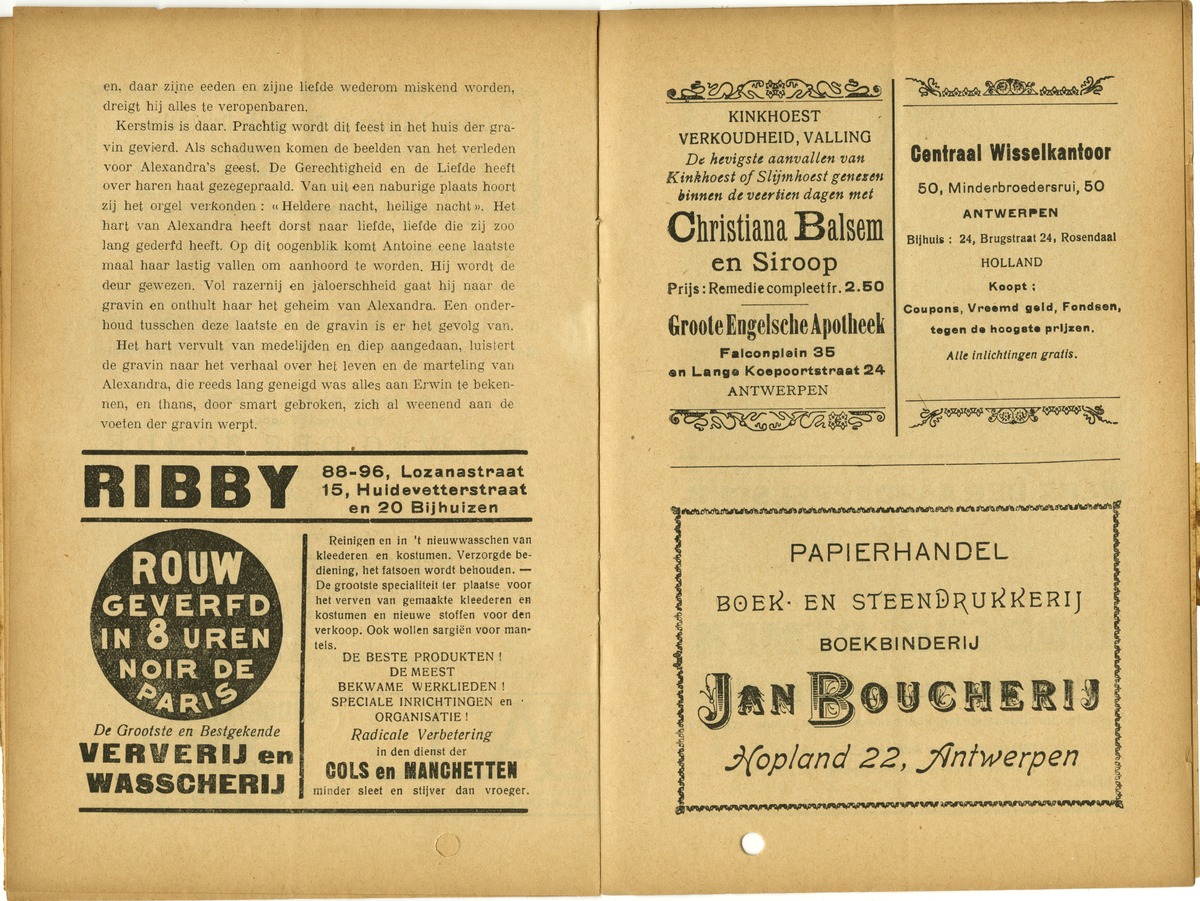 en, daar zijne eeden en zijne liefde wederom miskend worden,
dreigt hij alles te veropenbaren.
Kerstmis is daar. Prachtig wordt dit feest in het huis der gra-
vin gevierd. Als schaduwen komen de beelden van het verleden
voor Alexandra's geest. De Gerechtigheid en de Liefde heeft
over haren haat gezegepraald. Van uit een naburige plaats hoort
zij het orgel verkonden : « Heldere nacht, heilige nacht ». Het
hart van Alexandra heeft dorst naar liefde, liefde die zij zoo
lang gederfd heeft. Op dit oogenblik komt Antoine eene laatste
maal haar lastig vallen om aanhoord te worden. Hij wordt de
deur gewezen. Vol razernij en jaloerschheid gaat hij naar de
gravin en onthult haar het geheim van Alexandra. Een onder-
houd tusschen deze laatste en de gravin is er het gevolg van.
Het hart vervult van medelijden en diep aangedaan, luistert
de gravin naar het verhaal over het leven en de marteling van
Alexandra, die reeds lang geneigd was alles aan Erwin te beken-
nen, en thans, door smart gebroken, zich al weenend aan de
voeten der gravin werpt.
RIBBY
88-96, Lozanastraat
15, Huidevetterstraat
en 20 Bijhuizen
ROUW
GEVERFD
IN 8 UREN
NOIR DE
PARIS
De Grootste en Bestgekende
VERVERIJ en
WASSCHERIJ
Reinigen en in 't nieuwwasschen van
kleederen en kostumen. Verzorgde be-
diening, het fatsoen wordt behouden. —
De grootste specialiteit ter plaatse voor
het verven van gemaakte kleederen en
kostumen en nieuwe stoffen voor den
verkoop. Ook wollen sargiën voor man-
tels.
DE BESTE PRODUKTEN !
DE MEEST
BEKWAME WERKLIEDEN !
SPECIALE INRICHTINGEN en
ORGANISATIE !
Radicale Verbetering
in den dienst der
COLS en MANCHETTEN
minder sleet en stijver dan vroeger.
KINKHOEST
VERKOUDHEID, VALLING
De hevigste aanvallen van
Kinkhoest of Slijmhoest genezen
binnen de veertien dagen met
Christiana Balsem
en Siroop
Prijs : Remedie compleet fr. 2.50
Groote Engelsche Apotheek
Falconplein 35
en Lange Koepoortstraat 24
ANTWERPEN
Centraal Wisselkantoor
50, Minderbroedersrui, 50
ANTWERPEN
Bijhuis : 24, Brugstraat 24, Rosendaal
HOLLAND
Koopt :
Coupons, Vreemd geld, Fondsen,
tegen de hoogste prijzen.
Alle inlichtingen gratis.
PAPIERHANDEL
BOEK- EN STEENDRUKKERIJ
BOEKBINDERIJ
JAN BOUCHERIJ
Hopland 22, Antwerpen